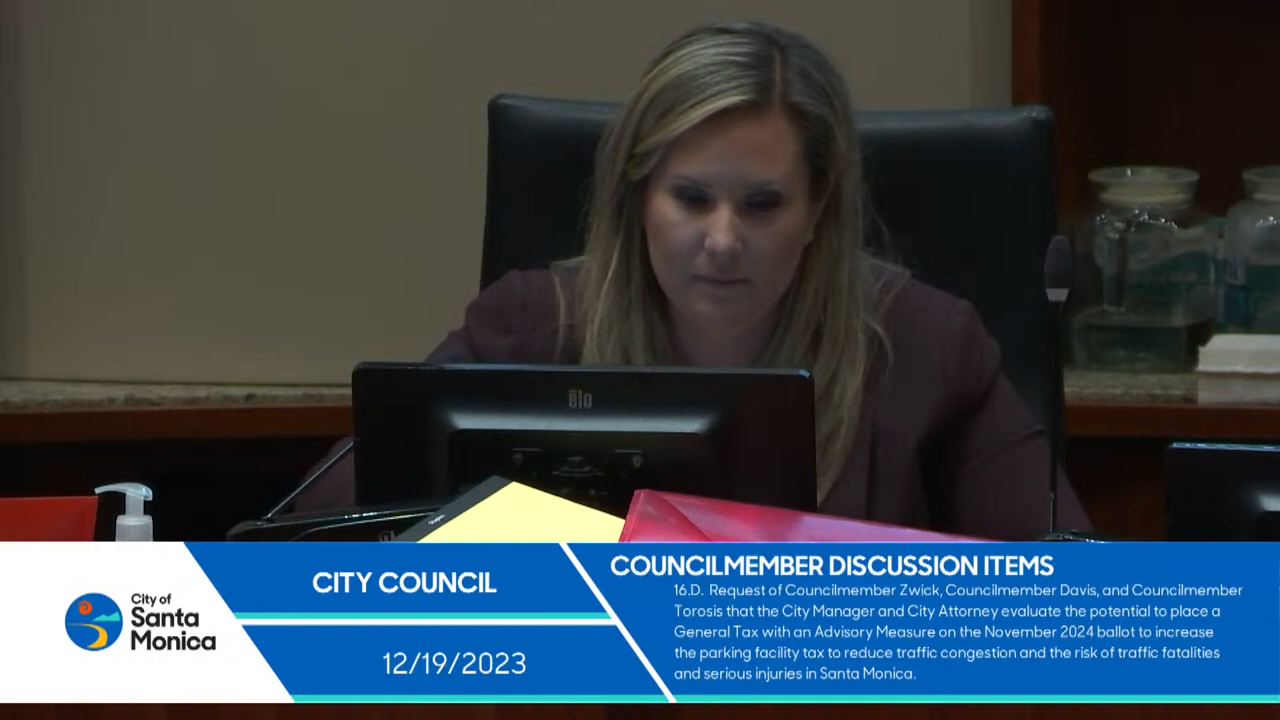 elo
City of
Santa
Monica
CITY COUNCIL
12/19/2023
COUNCILMEMBER DISCUSSION ITEMS
16.D. Request of Councilmember Zwick, Councilmember Davis, and Councilmember
Torosis that the City Manager and City Attorney evaluate the potential to place a
General Tax with an Advisory Measure on the November 2024 ballot to increase
the parking facility tax to reduce traffic congestion and the risk of traffic fatalities
and serious injuries in Santa Monica.